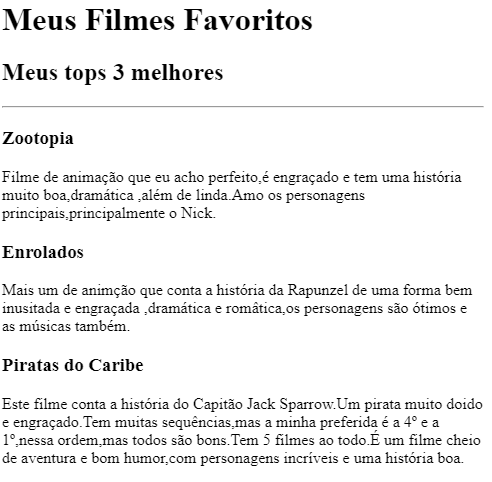 Meus Filmes Favoritos
Meus tops 3 melhores
Zootopia
Filme de animação que eu acho perfeito,é engraçado e tem uma história
muito boa,dramática ,além de linda.Amo os personagens
principais,principalmente o Nick.
Enrolados
Mais um de animção que conta a história da Rapunzel de uma forma bem
inusitada e engraçada ,dramática e româtica,os personagens são ótimos e
as músicas também.
Piratas do Caribe
Este filme conta a história do Capitão Jack Sparrow.Um pirata muito doido
e engraçado.Tem muitas sequências,mas a minha preferida é a 4º e a
1º,nessa ordem,mas todos são bons.Tem 5 filmes ao todo.É um filme cheio
de aventura e bom humor,com personagens incríveis e uma história boa.